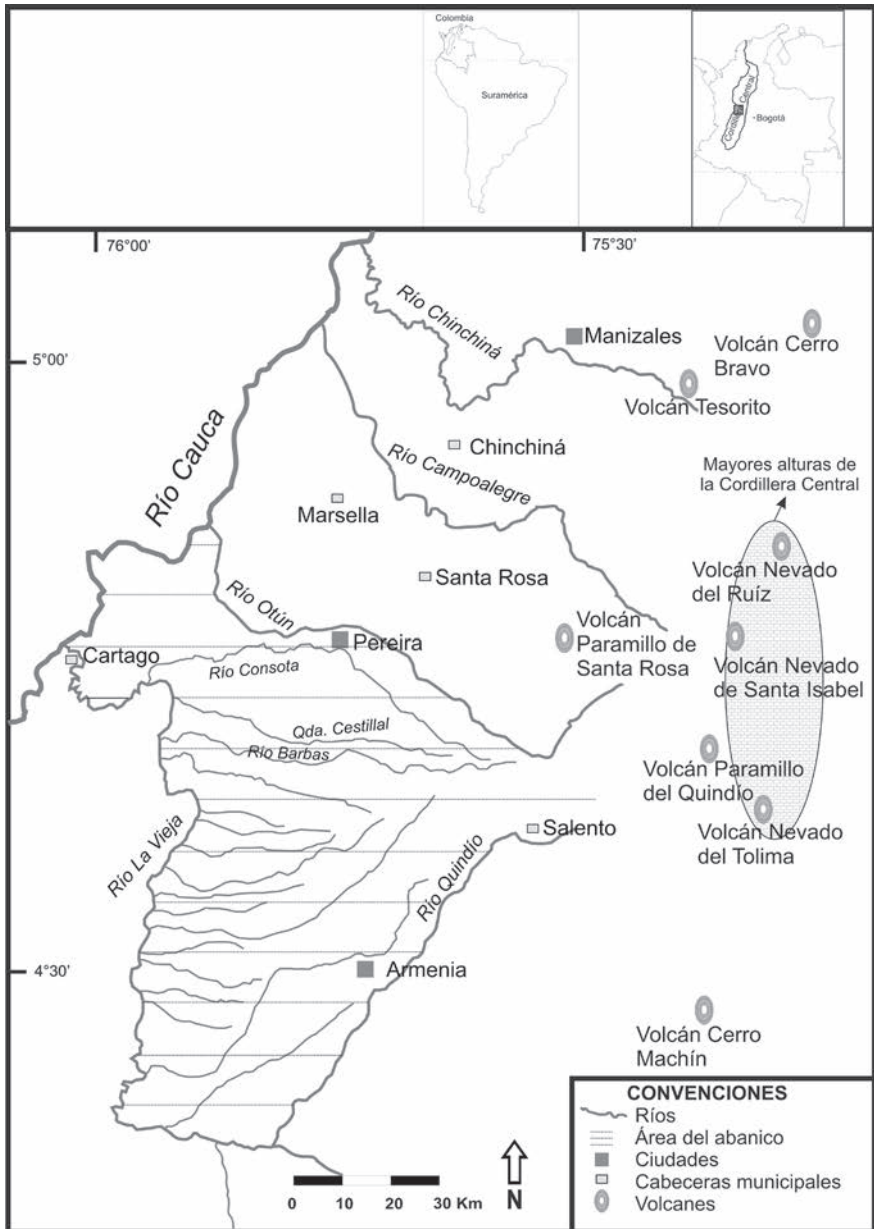 Colombia
Suramérica
Cordillera Central
Bogotá
76°00'
75°30'
Río Chinchiná
Manizales
Volcán Cerro
Bravo
5°00'
Volcán Tesorito
Río Cauca
Chinchiná
Río Campoalegre
Mayores alturas de
la Cordillera Central
Marsella
Volcán Nevado
del Ruíz
Santa Rosa
Río Otún
Volcán
Paramillo de
Santa Rosa
Pereira
Cartago
Río Consota
Volcán Nevado
de Santa Isabel
Qda. Cestillal
Río Barbas
Volcán Paramillo
del Quindío
Río La Vieja
Salento
Volcán Nevado
del Tolima
Río Quindío
4°30'
Armenia
Volcán Cerro
Machín
CONVENCIONES
Ríos
Área del abanico
Ciudades
Cabeceras municipales
Volcanes
0 10 20 30 Km
N